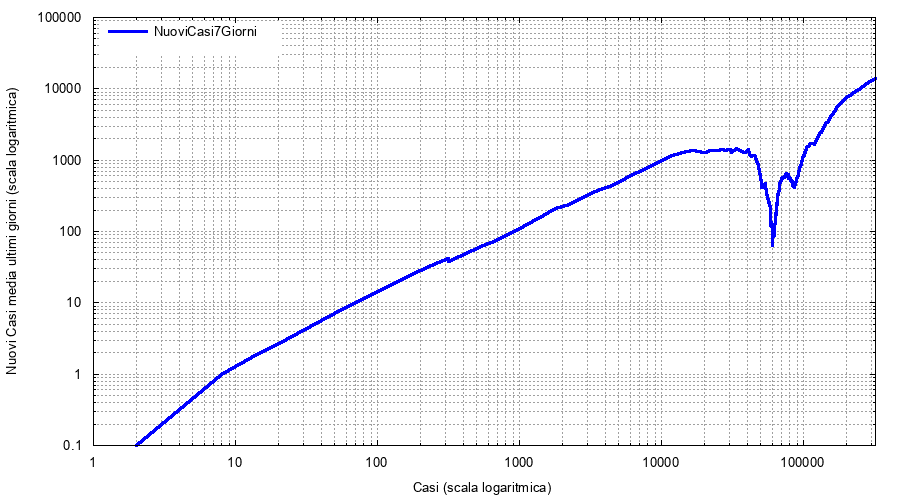 100000
NuoviCasi7Giorni
10000
1000
100
10
1
0.1
Nuovi Casi media ultimi giorni (scala logaritmica)
1 10 100 1000 10000 100000
Casi (scala logaritmica)